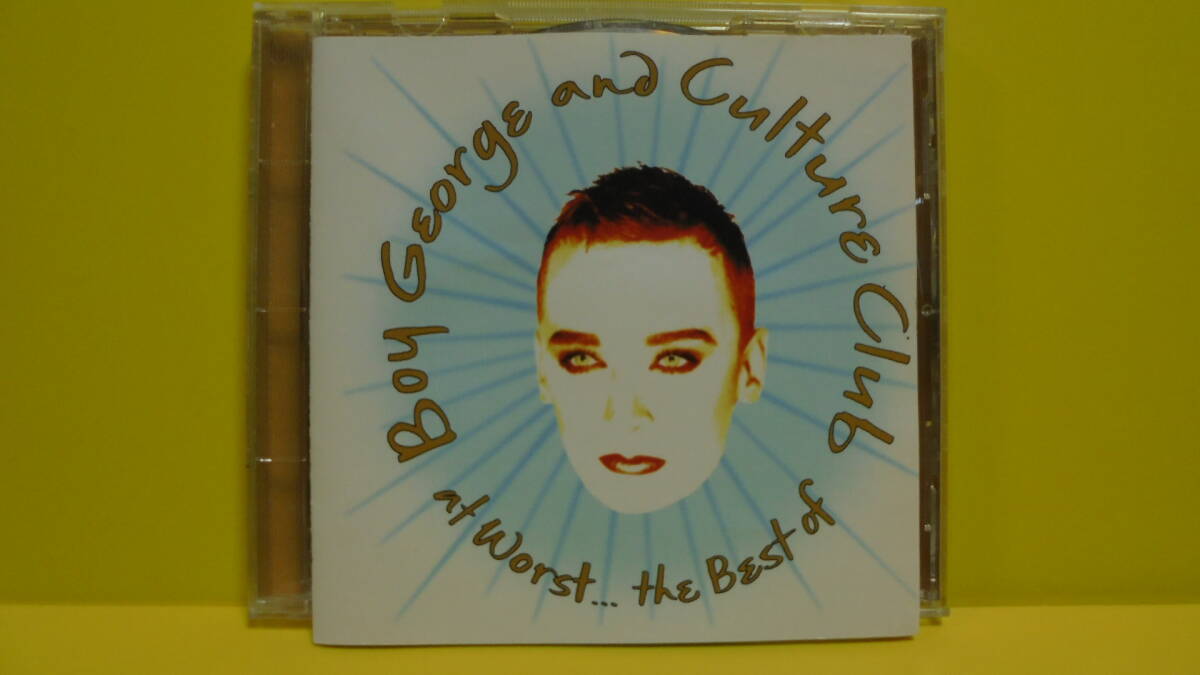 Boy George and Culture Club
at Worst... the Best of